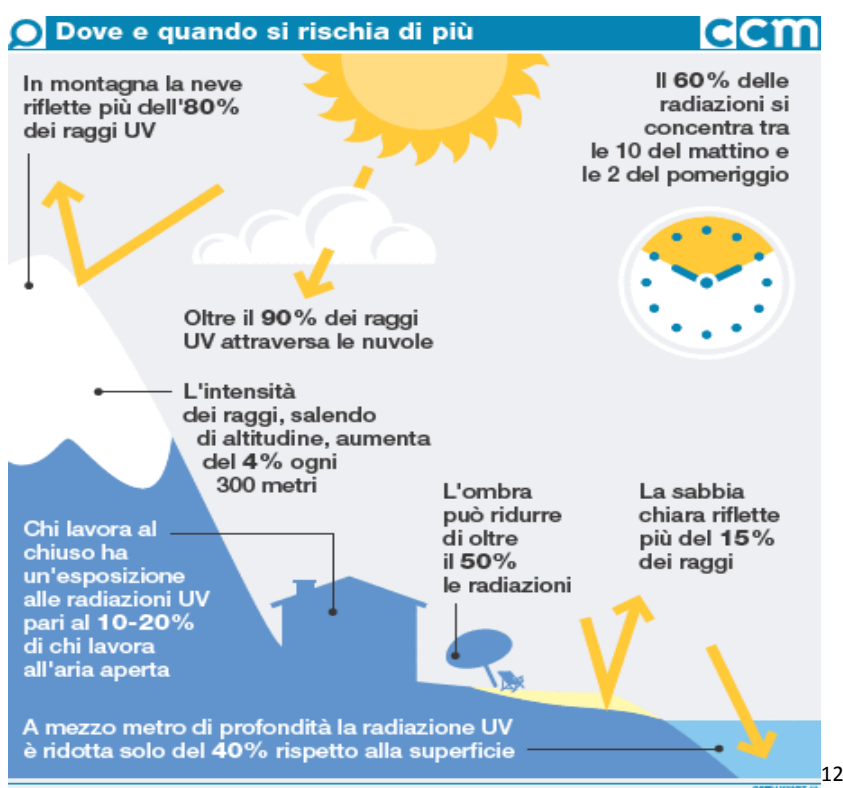 Dove e quando si rischia di più
ccm
In montagna la neve
riflette più dell'80%
dei raggi UV
Il 60% delle
radiazioni si
concentra tra
le 10 del mattino e
le 2 del pomeriggio
Oltre il 90% dei raggi
UV attraversa le nuvole
L'intensità
dei raggi, salendo
di altitudine, aumenta
del 4% ogni
300 metri
L'ombra
può ridurre
di oltre
il 50%
le radiazioni
La sabbia
chiara riflette
più del 15%
dei raggi
Chi lavora al
chiuso ha
un'esposizione
alle radiazioni UV
pari al 10-20%
di chi lavora
all'aria aperta
A mezzo metro di profondità la radiazione UV
è ridotta solo del 40% rispetto alla superficie
12